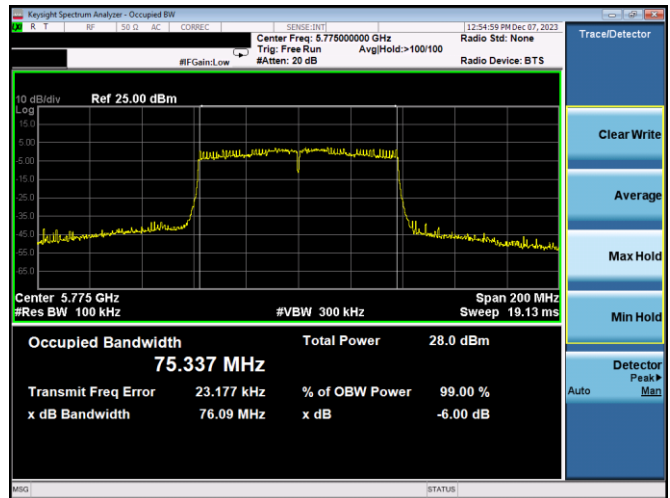 Keysight Spectrum Analyzer - Occupied BW
R T RF 50 Ω AC CORREC SENSE:INT 12:54:59 PM Dec 07, 2023
Center Freq: 5.775000000 GHz Radio Std: None
Trig: Free Run Avg|Hold:>100/100
#IFGain:Low #Atten: 20 dB Radio Device: BTS
Trace/Detector
10 dB/div Ref 25.00 dBm
Log
15.0
5.00
-5.00
-25.0
-35.0
-45.0
-55.0
-65.0
Center 5.775 GHz Span 200 MHz
#Res BW 100 kHz #VBW 300 kHz Sweep 19.13 ms
Occupied Bandwidth Total Power 28.0 dBm
75.337 MHz
Transmit Freq Error 23.177 kHz % of OBW Power 99.00 %
x dB Bandwidth 76.09 MHz x dB -6.00 dB
Clear Write
Average
Max Hold
Min Hold
Detector
Peak▶
Auto Man
MSG STATUS